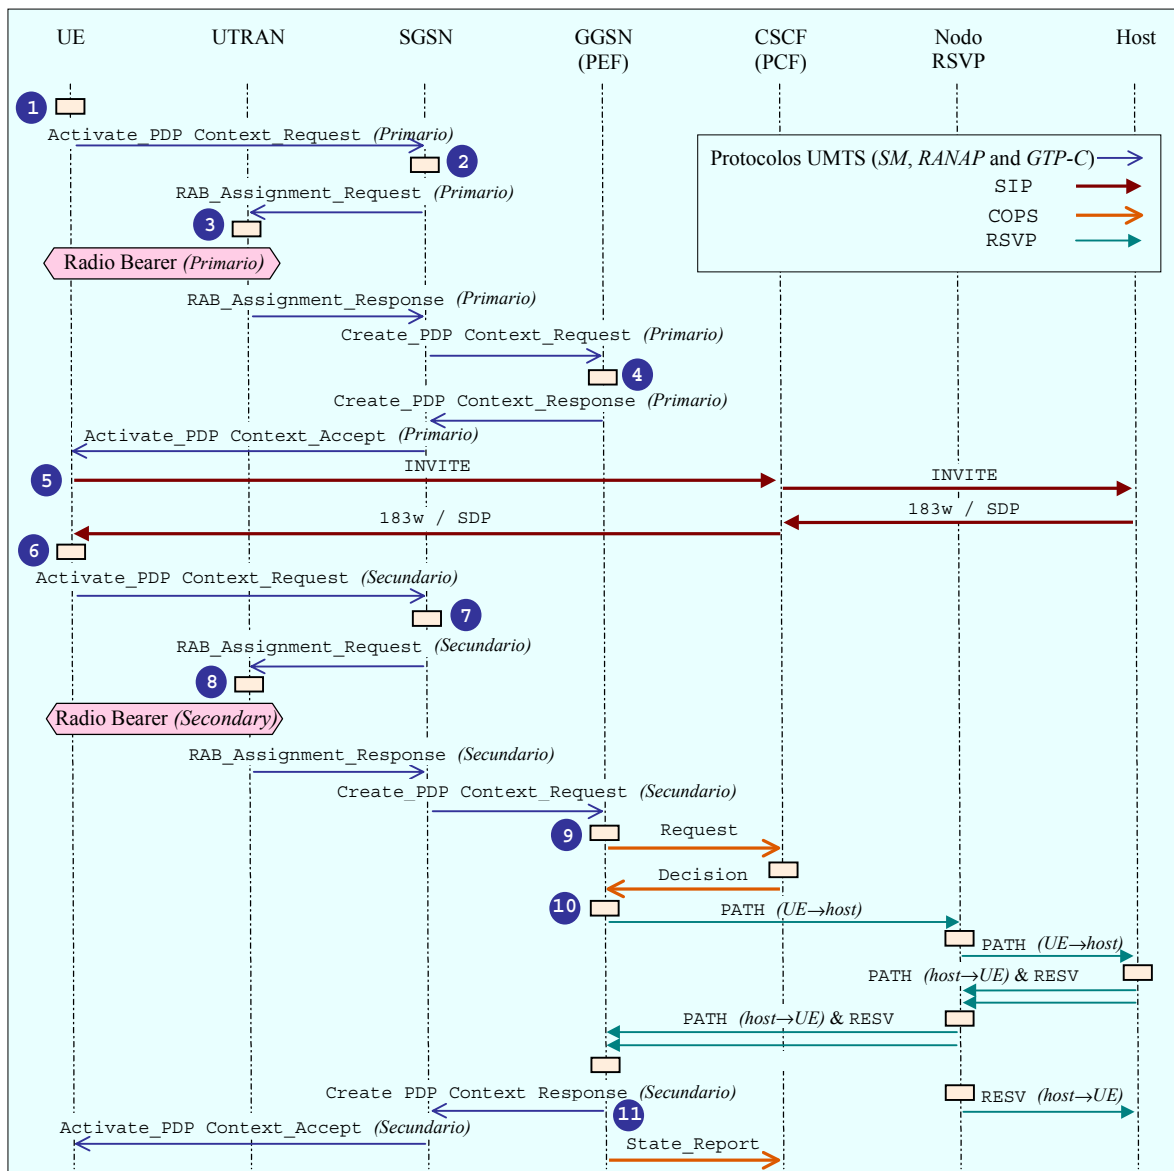 UE UTRAN SGSN GGSN CSCF Nodo Host
(PEF) (PCF) RSVP
1
Activate_PDP Context_Request (Primario)
2
Protocolos UMTS (SM, RANAP and GTP-C)
SIP
COPS
RSVP
RAB_Assignment_Request (Primario)
3
Radio Bearer (Primario)
RAB_Assignment_Response (Primario)
Create_PDP Context_Request (Primario)
4
Create_PDP Context_Response (Primario)
Activate_PDP Context_Accept (Primario)
5
INVITE
INVITE
183w / SDP
183w / SDP
6
Activate_PDP Context_Request (Secundario)
7
RAB_Assignment_Request (Secundario)
8
Radio Bearer (Secondary)
RAB_Assignment_Response (Secundario)
Create_PDP Context_Request (Secundario)
9
Request
Decision
10
PATH (UE→host)
PATH (UE→host)
PATH (host→UE) & RESV
PATH (host→UE) & RESV
Create PDP Context Response (Secundario)
RESV (host→UE)
11
Activate_PDP Context_Accept (Secundario)
State_Report